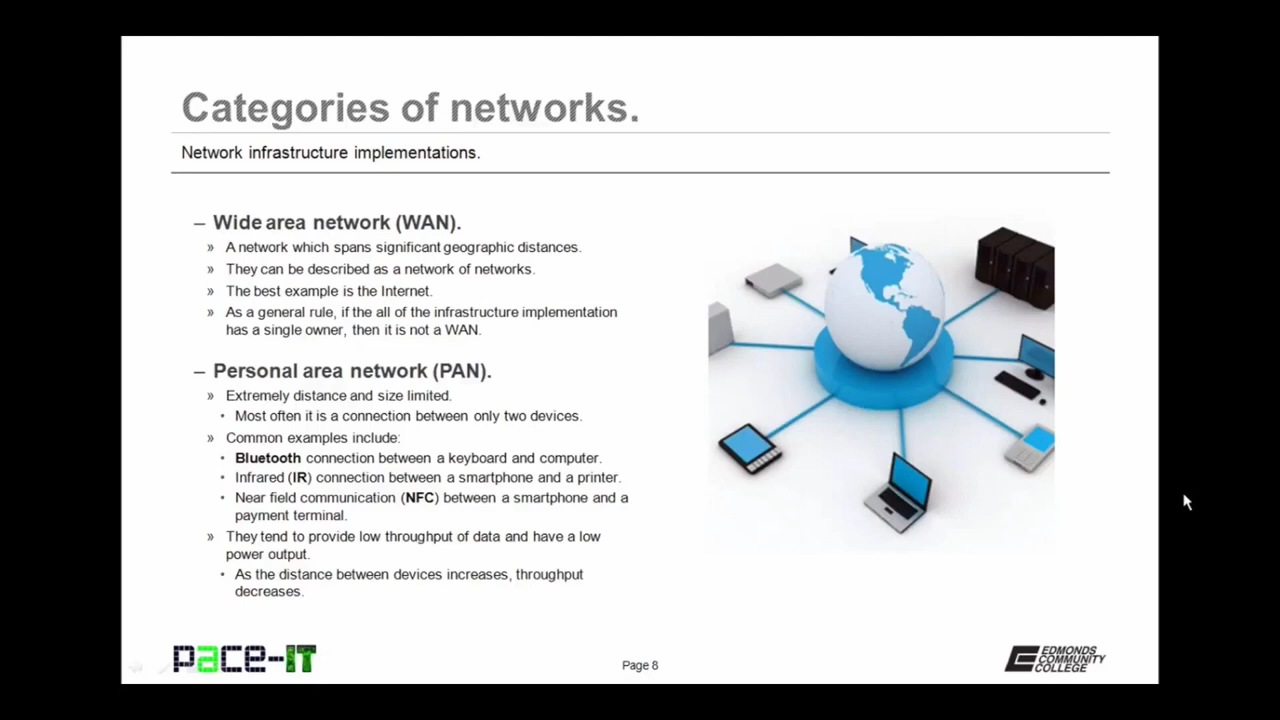 Categories of networks.
Network infrastructure implementations.
– Wide area network (WAN).
» A network which spans significant geographic distances.
» They can be described as a network of networks.
» The best example is the Internet.
» As a general rule, if the all of the infrastructure implementation
has a single owner, then it is not a WAN.
– Personal area network (PAN).
» Extremely distance and size limited.
• Most often it is a connection between only two devices.
» Common examples include:
• Bluetooth connection between a keyboard and computer.
• Infrared (IR) connection between a smartphone and a printer.
• Near field communication (NFC) between a smartphone and a
payment terminal.
» They tend to provide low throughput of data and have a low
power output.
• As the distance between devices increases, throughput
decreases.
pace-IT
Page 8
EDMONDS
COMMUNITY
COLLEGE